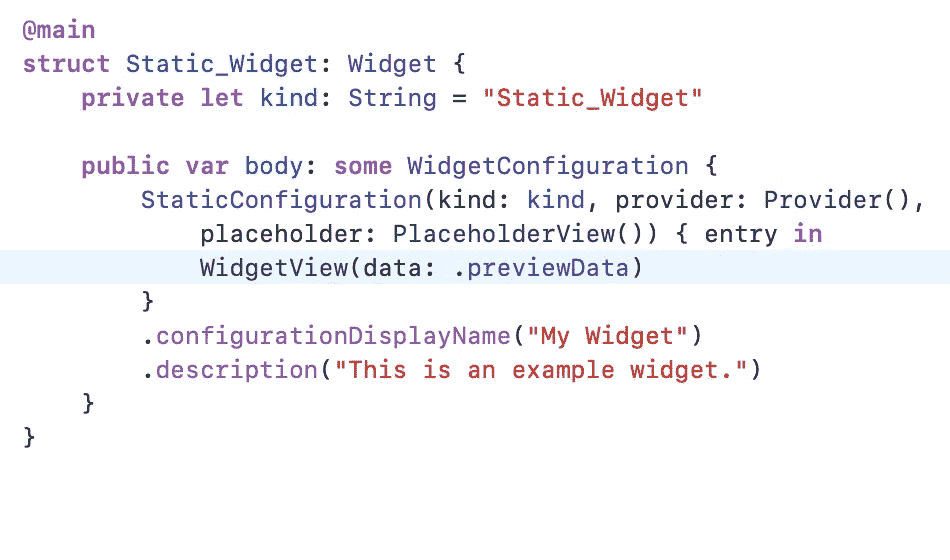 @main
struct Static_Widget: Widget {
    private let kind: String = "Static_Widget"

    public var body: some WidgetConfiguration {
        StaticConfiguration(kind: kind, provider: Provider(),
            placeholder: PlaceholderView()) { entry in
            WidgetView(data: .previewData)
        }
        .configurationDisplayName("My Widget")
        .description("This is an example widget.")
    }
}